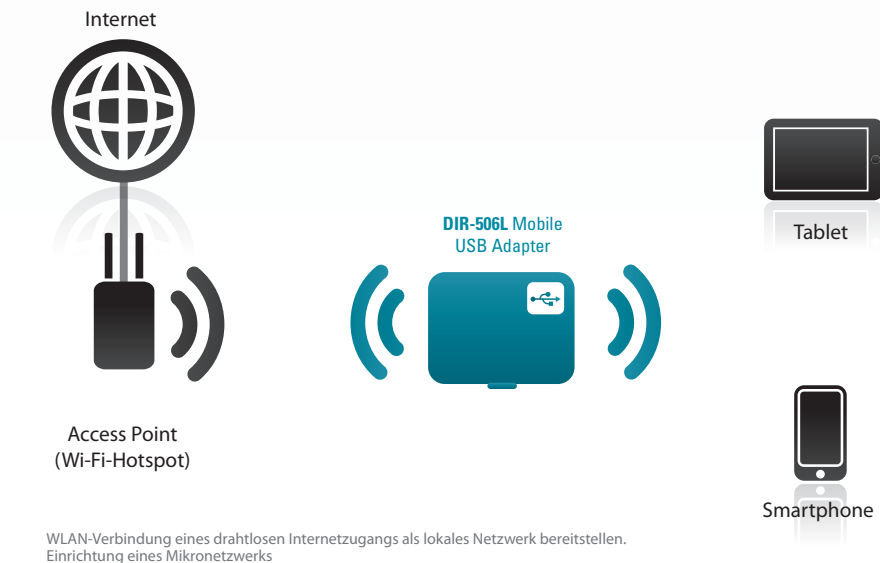 Internet
DIR-506L Mobile
USB Adapter
Tablet
Access Point
(Wi-Fi-Hotspot)
Smartphone
WLAN-Verbindung eines drahtlosen Internetzugangs als lokales Netzwerk bereitstellen.
Einrichtung eines Mikronetzwerks